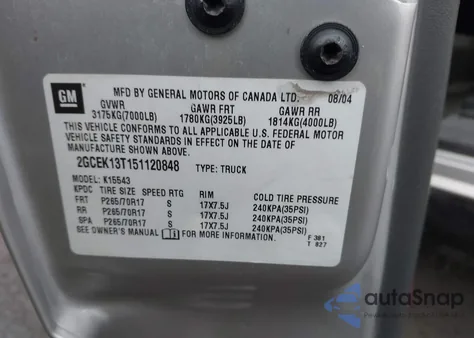 GM
MFD BY GENERAL MOTORS OF CANADA LTD. 08/04
GVWR GAWR FRT GAWR RR
3175KG(7000LB) 1780KG(3925LB) 1814KG(4000LB)
THIS VEHICLE CONFORMS TO ALL APPLICABLE U.S. FEDERAL MOTOR
VEHICLE SAFETY STANDARDS IN EFFECT ON THE DATE OF
MANUFACTURE SHOWN ABOVE.
2GCEK13T151120848 TYPE: TRUCK
MODEL: K15543
KPDC TIRE SIZE SPEED RTG RIM COLD TIRE PRESSURE
FRT P265/70R17 S 17X7.5J 240KPA(35PSI)
RR P265/70R17 S 17X7.5J 240KPA(35PSI)
SPA P265/70R17 S 17X7.5J 240KPA(35PSI)
SEE OWNER'S MANUAL FOR MORE INFORMATION.
F 381
T 827
autoSnap